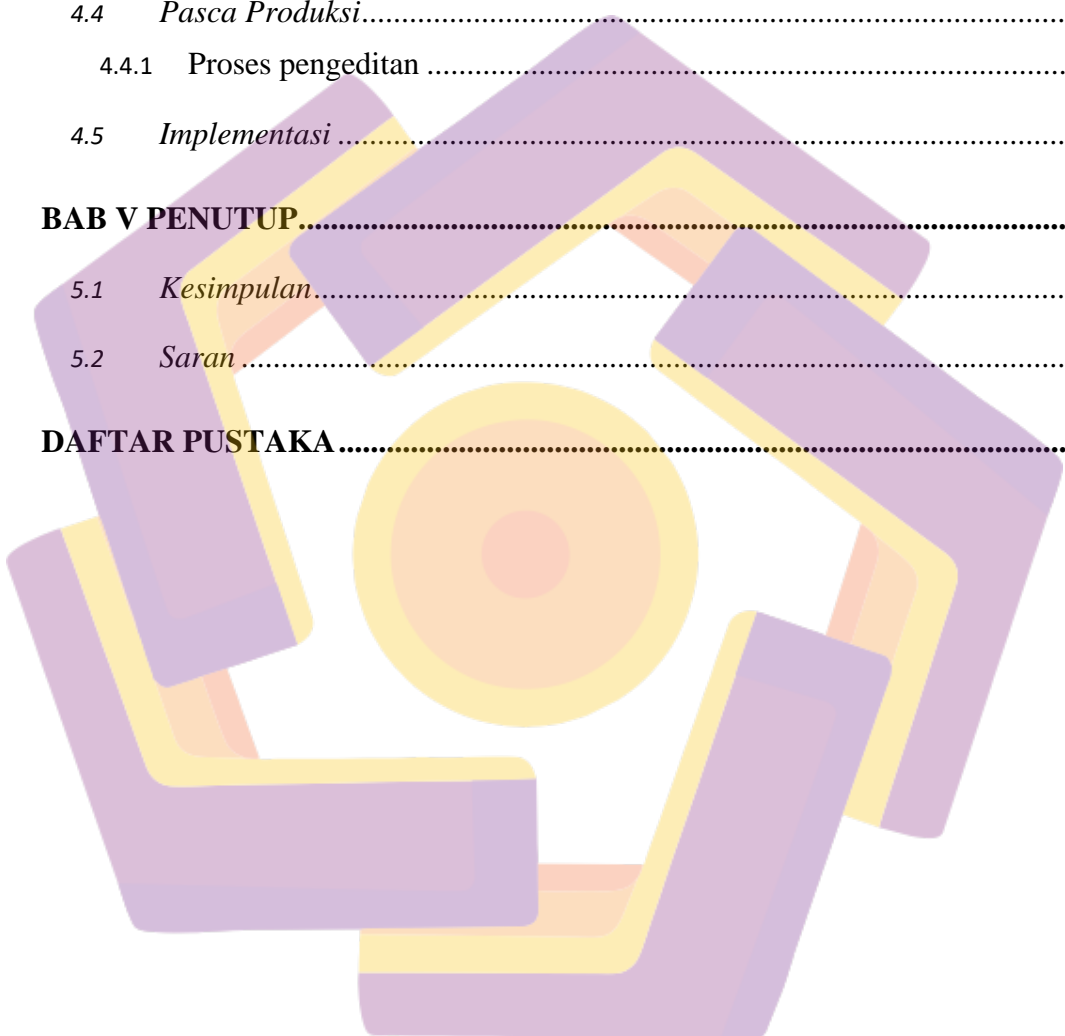 4.4 Pasca Produksi..........................................................................................
4.4.1 Proses pengeditan ...............................................................................
4.5 Implementasi ..............................................................................................
BAB V PENUTUP..............................................................................................
5.1 Kesimpulan................................................................................................
5.2 Saran .........................................................................................................
DAFTAR PUSTAKA..........................................................................................